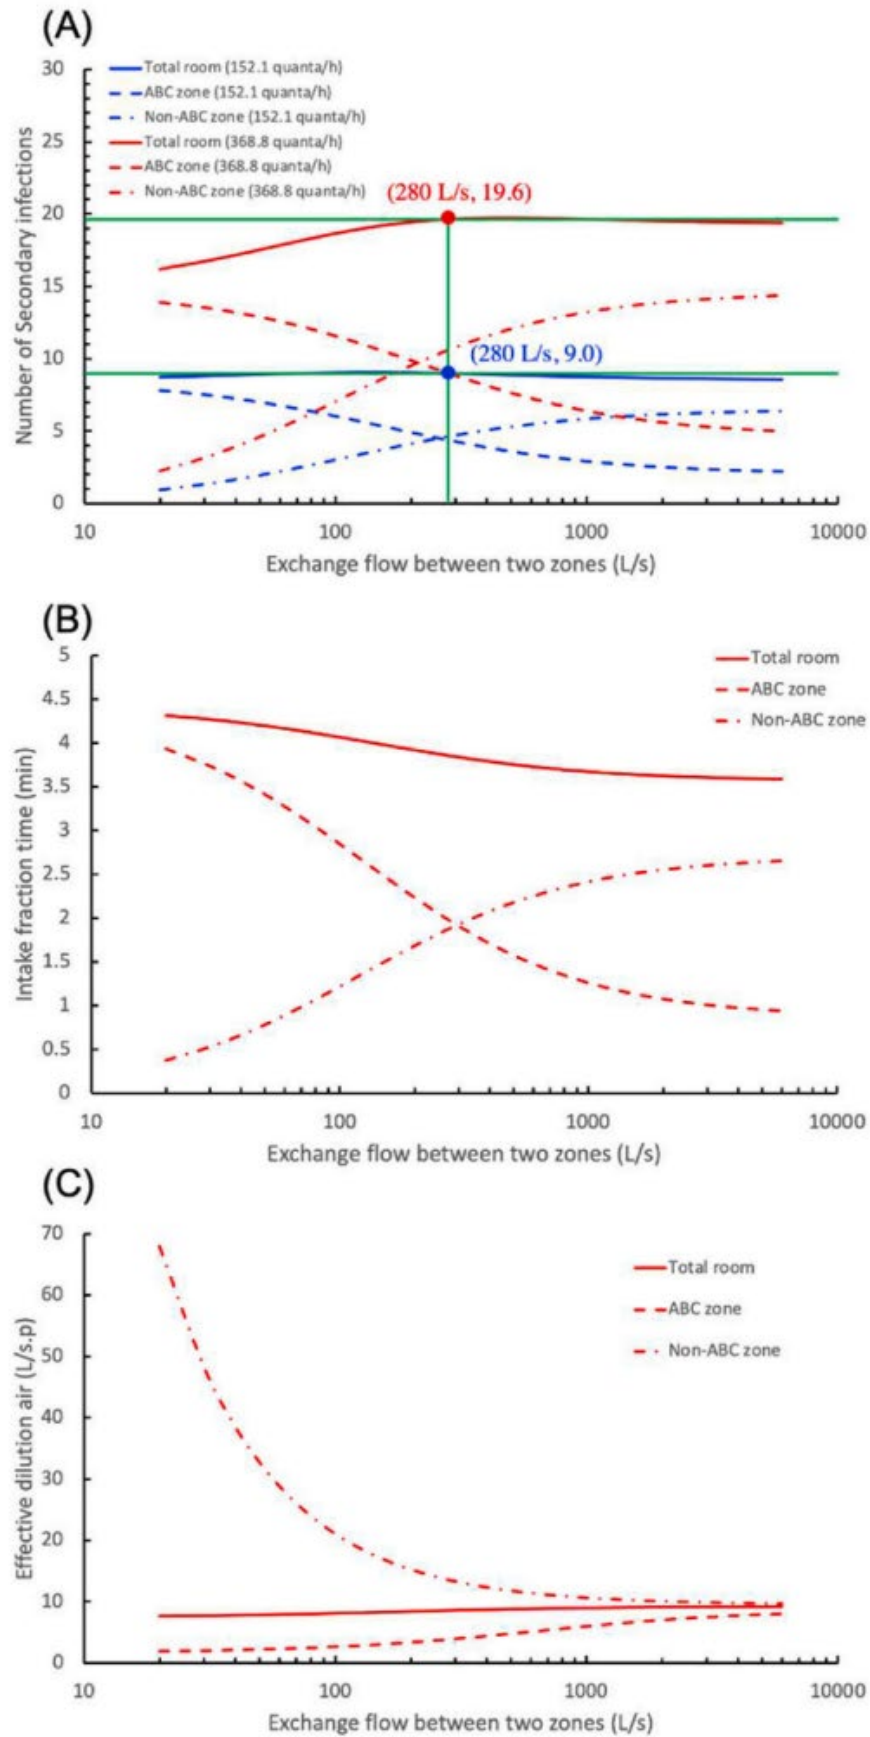 (A)
30
25
20
15
10
5
0
Number of Secondary infections
Total room (152.1 quanta/h)
ABC zone (152.1 quanta/h)
Non-ABC zone (152.1 quanta/h)
Total room (368.8 quanta/h)
ABC zone (368.8 quanta/h)
Non-ABC zone (368.8 quanta/h)
(280 L/s, 19.6)
(280 L/s, 9.0)
10 100 1000 10000
Exchange flow between two zones (L/s)
(B)
5
4.5
4
3.5
3
2.5
2
1.5
1
0.5
0
Intake fraction time (min)
Total room
ABC zone
Non-ABC zone
10 100 1000 10000
Exchange flow between two zones (L/s)
(C)
70
60
50
40
30
20
10
0
Effective dilution air (L/s.p)
Total room
ABC zone
Non-ABC zone
10 100 1000 10000
Exchange flow between two zones (L/s)